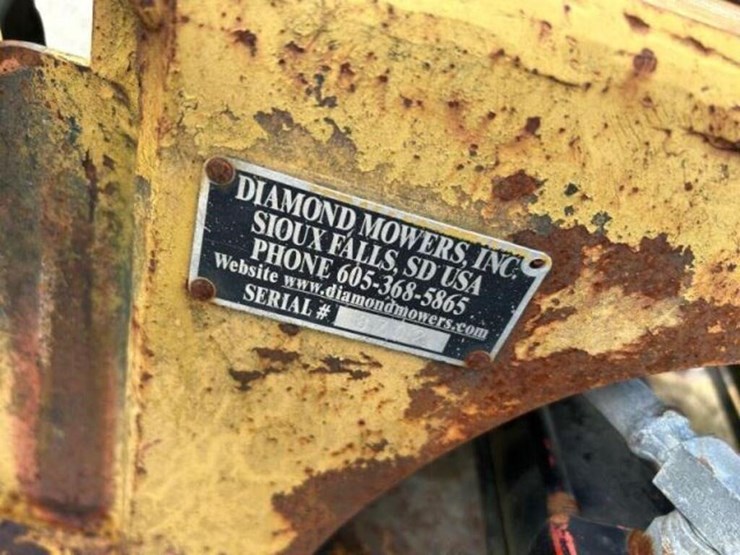 DIAMOND MOWERS, INC.
SIOUX FALLS, SD USA
PHONE 605-368-5865
Website www.diamondmowers.com
SERIAL #